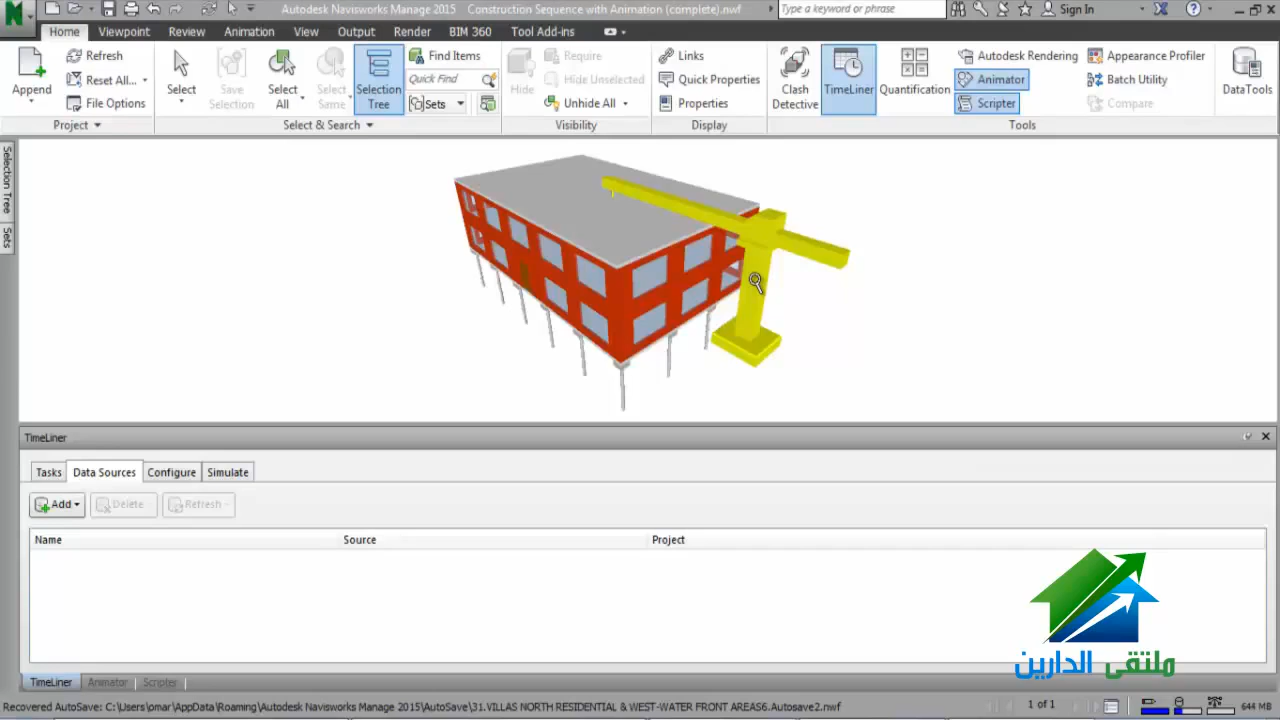 Autodesk Navisworks Manage 2015 Construction Sequence with Animation (complete).nwf
Type a keyword or phrase
Sign In
Home Viewpoint Review Animation View Output Render BIM 360 Tool Add-ins
Append
Refresh
Reset All...
File Options
Project
Select
Save Selection
Select All
Select Same
Selection Tree
Find Items
Quick Find
Sets
Select & Search
Hide
Require
Hide Unselected
Unhide All
Visibility
Links
Quick Properties
Properties
Display
Clash Detective
TimeLiner
Quantification
Autodesk Rendering
Animator
Scripter
Appearance Profiler
Batch Utility
Compare
Tools
DataTools
Selection Tree
Sets
TimeLiner
Tasks Data Sources Configure Simulate
Add Delete Refresh
Name Source Project
ملتقى الدارين
TimeLiner Animator Scripter
Recovered AutoSave: C:\Users\omar\AppData\Roaming\Autodesk Navisworks Manage 2015\AutoSave\31.VILLAS NORTH RESIDENTIAL & WEST-WATER FRONT AREAS6.Autosave2.nwf
1 of 1
644 MB